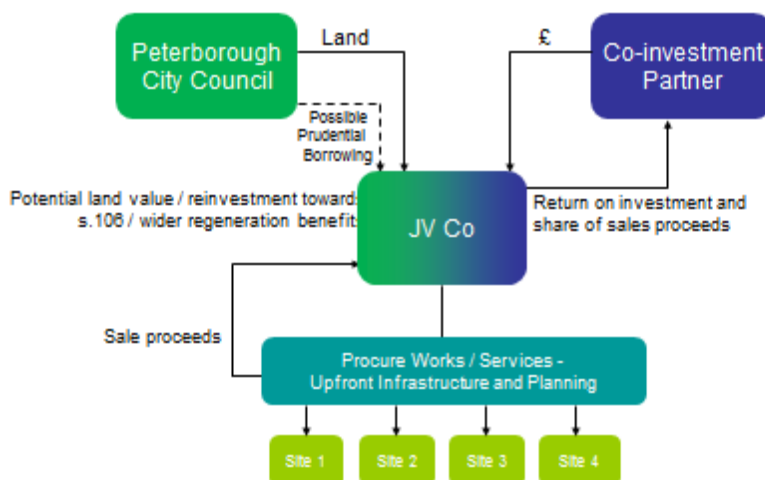 Peterborough
City Council
Land
£
Co-investment
Partner
Possible
Prudential
Borrowing
Potential land value / reinvestment toward
s.106 / wider regeneration benefit
JV Co
Return on investment and
share of sales proceeds
Sale proceeds
Procure Works / Services -
Upfront Infrastructure and Planning
Site 1
Site 2
Site 3
Site 4